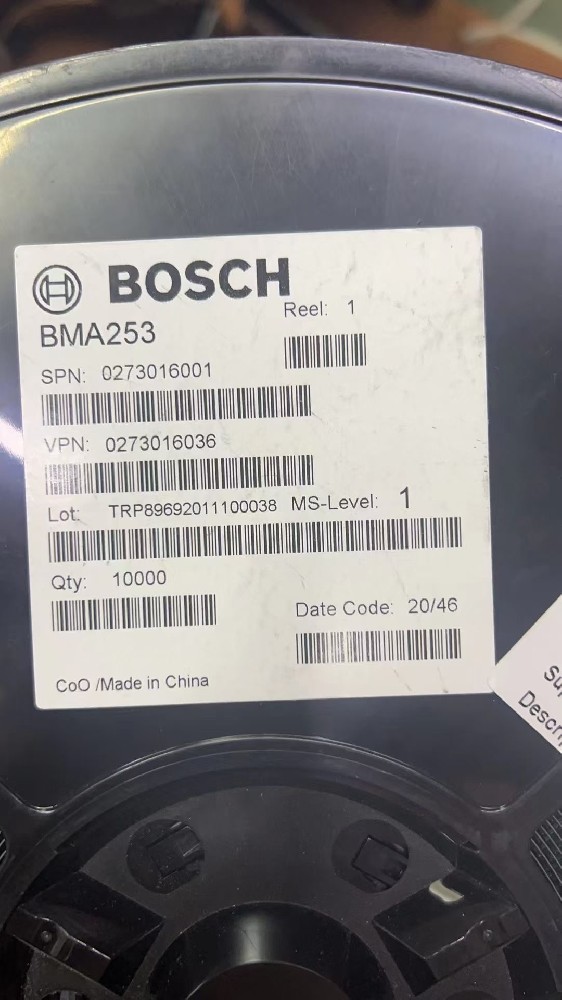 BOSCH
BMA253
Reel: 1
SPN: 0273016001
VPN: 0273016036
Lot: TRP89692011100038 MS-Level: 1
Qty: 10000
Date Code: 20/46
CoO /Made in China